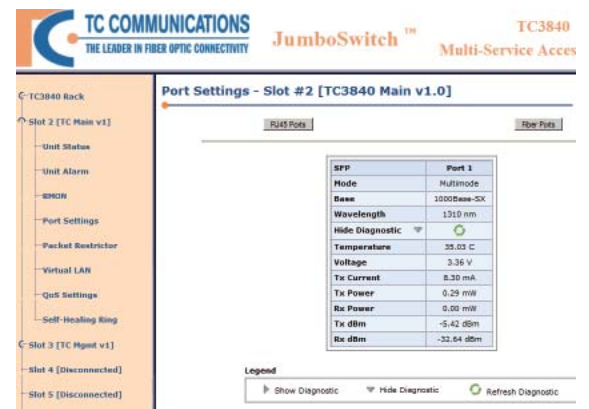 TC COMMUNICATIONS
THE LEADER IN FIBER OPTIC CONNECTIVITY
JumboSwitch ™
TC3840
Multi-Service Acces
TC3840 Rack
Slot 2 [TC Main v1]
Unit Status
Unit Alarm
RMON
Port Settings
Packet Restrictor
Virtual LAN
QoS Settings
Self-Healing Ring
Slot 3 [TC Mgmt v1]
Slot 4 [Disconnected]
Slot 5 [Disconnected]
Port Settings - Slot #2 [TC3840 Main v1.0]
RJ45 Ports Fiber Ports
SFP Port 1
Mode Multimode
Base 1000Base-SX
Wavelength 1310 nm
Hide Diagnostic
Temperature 35.03 C
Voltage 3.36 V
Tx Current 8.30 mA
Tx Power 0.29 mW
Rx Power 0.00 mW
Tx dBm -5.42 dBm
Rx dBm -32.64 dBm
Legend
Show Diagnostic Hide Diagnostic Refresh Diagnostic